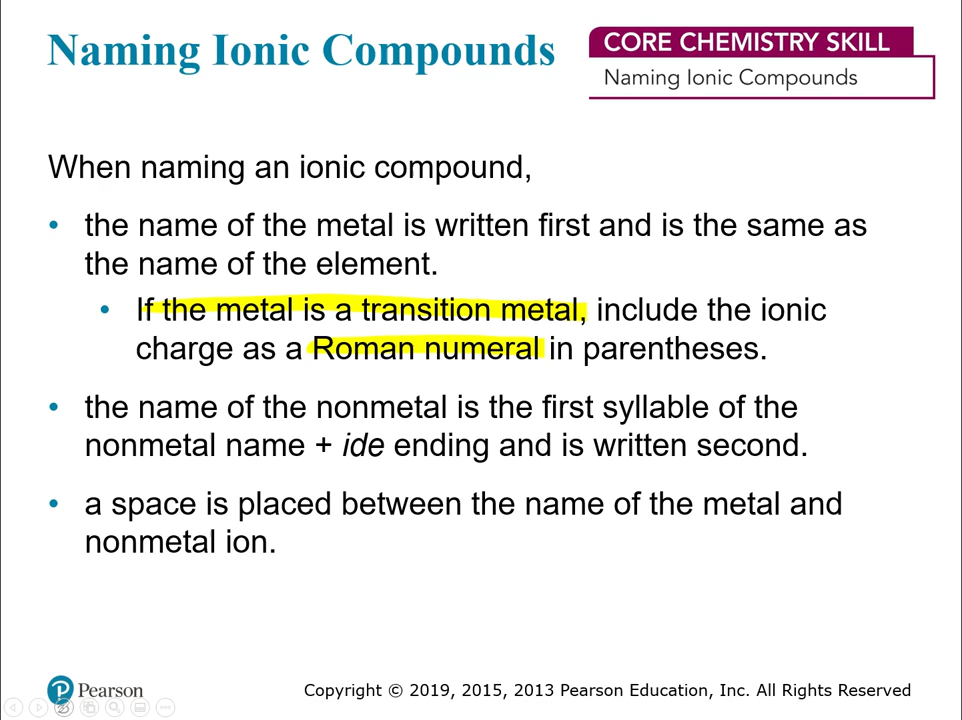 Naming Ionic Compounds
CORE CHEMISTRY SKILL
Naming Ionic Compounds
When naming an ionic compound,
• the name of the metal is written first and is the same as
the name of the element.
• If the metal is a transition metal, include the ionic
charge as a Roman numeral in parentheses.
• the name of the nonmetal is the first syllable of the
nonmetal name + ide ending and is written second.
• a space is placed between the name of the metal and
nonmetal ion.
P Pearson
Copyright © 2019, 2015, 2013 Pearson Education, Inc. All Rights Reserved